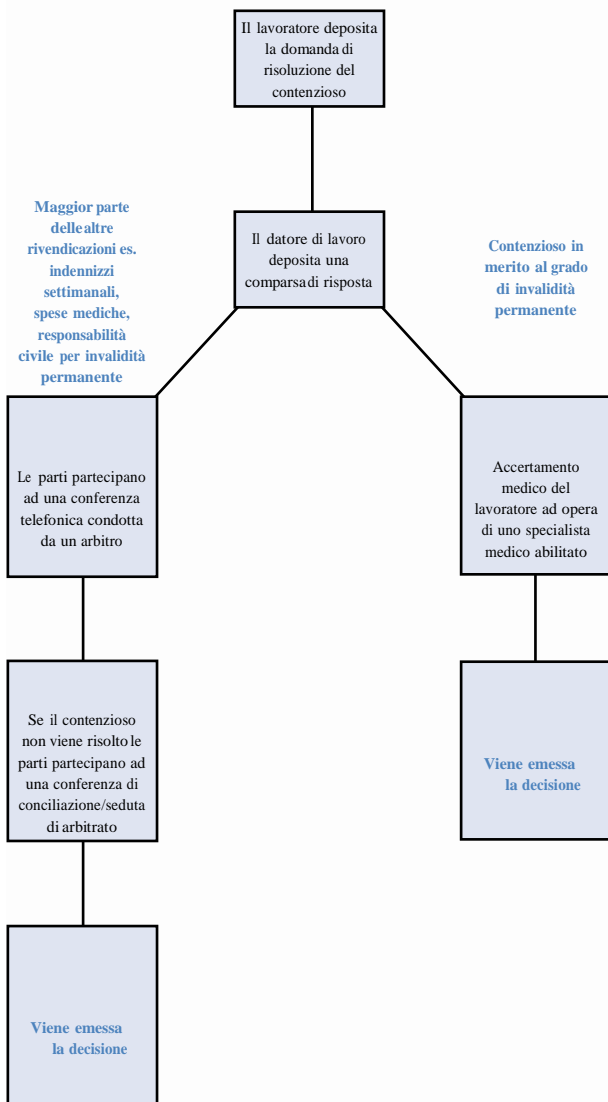 Il lavoratore deposita
la domanda di
risoluzione del
contenzioso
Maggior parte
delle altre
rivendicazioni es.
indennizzi
settimanali,
spese mediche,
responsabilità
civile per invalidità
permanente
Il datore di lavoro
deposita una
comparsa di risposta
Contenzioso in
merito al grado
di invalidità
permanente
Le parti partecipano
ad una conferenza
telefonica condotta
da un arbitro
Accertamento
medico del
lavoratore ad opera
di uno specialista
medico abilitato
Se il contenzioso
non viene risolto le
parti partecipano ad
una conferenza di
conciliazione/seduta
di arbitrato
Viene emessa
la decisione
Viene emessa
la decisione